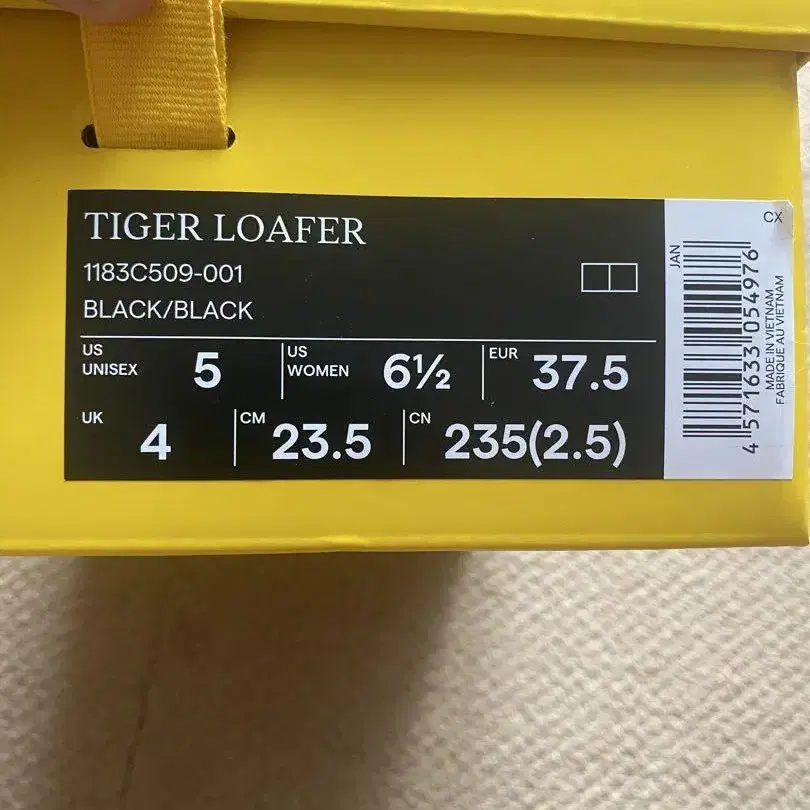 TIGER LOAFER
1183C509-001
BLACK/BLACK
US UNISEX 5
US WOMEN 6½
EUR 37.5
UK 4
CM 23.5
CN 235(2.5)
CX
JAN
4 571633 054976
MADE IN VIETNAM
FABRIQUE AU VIETNAM